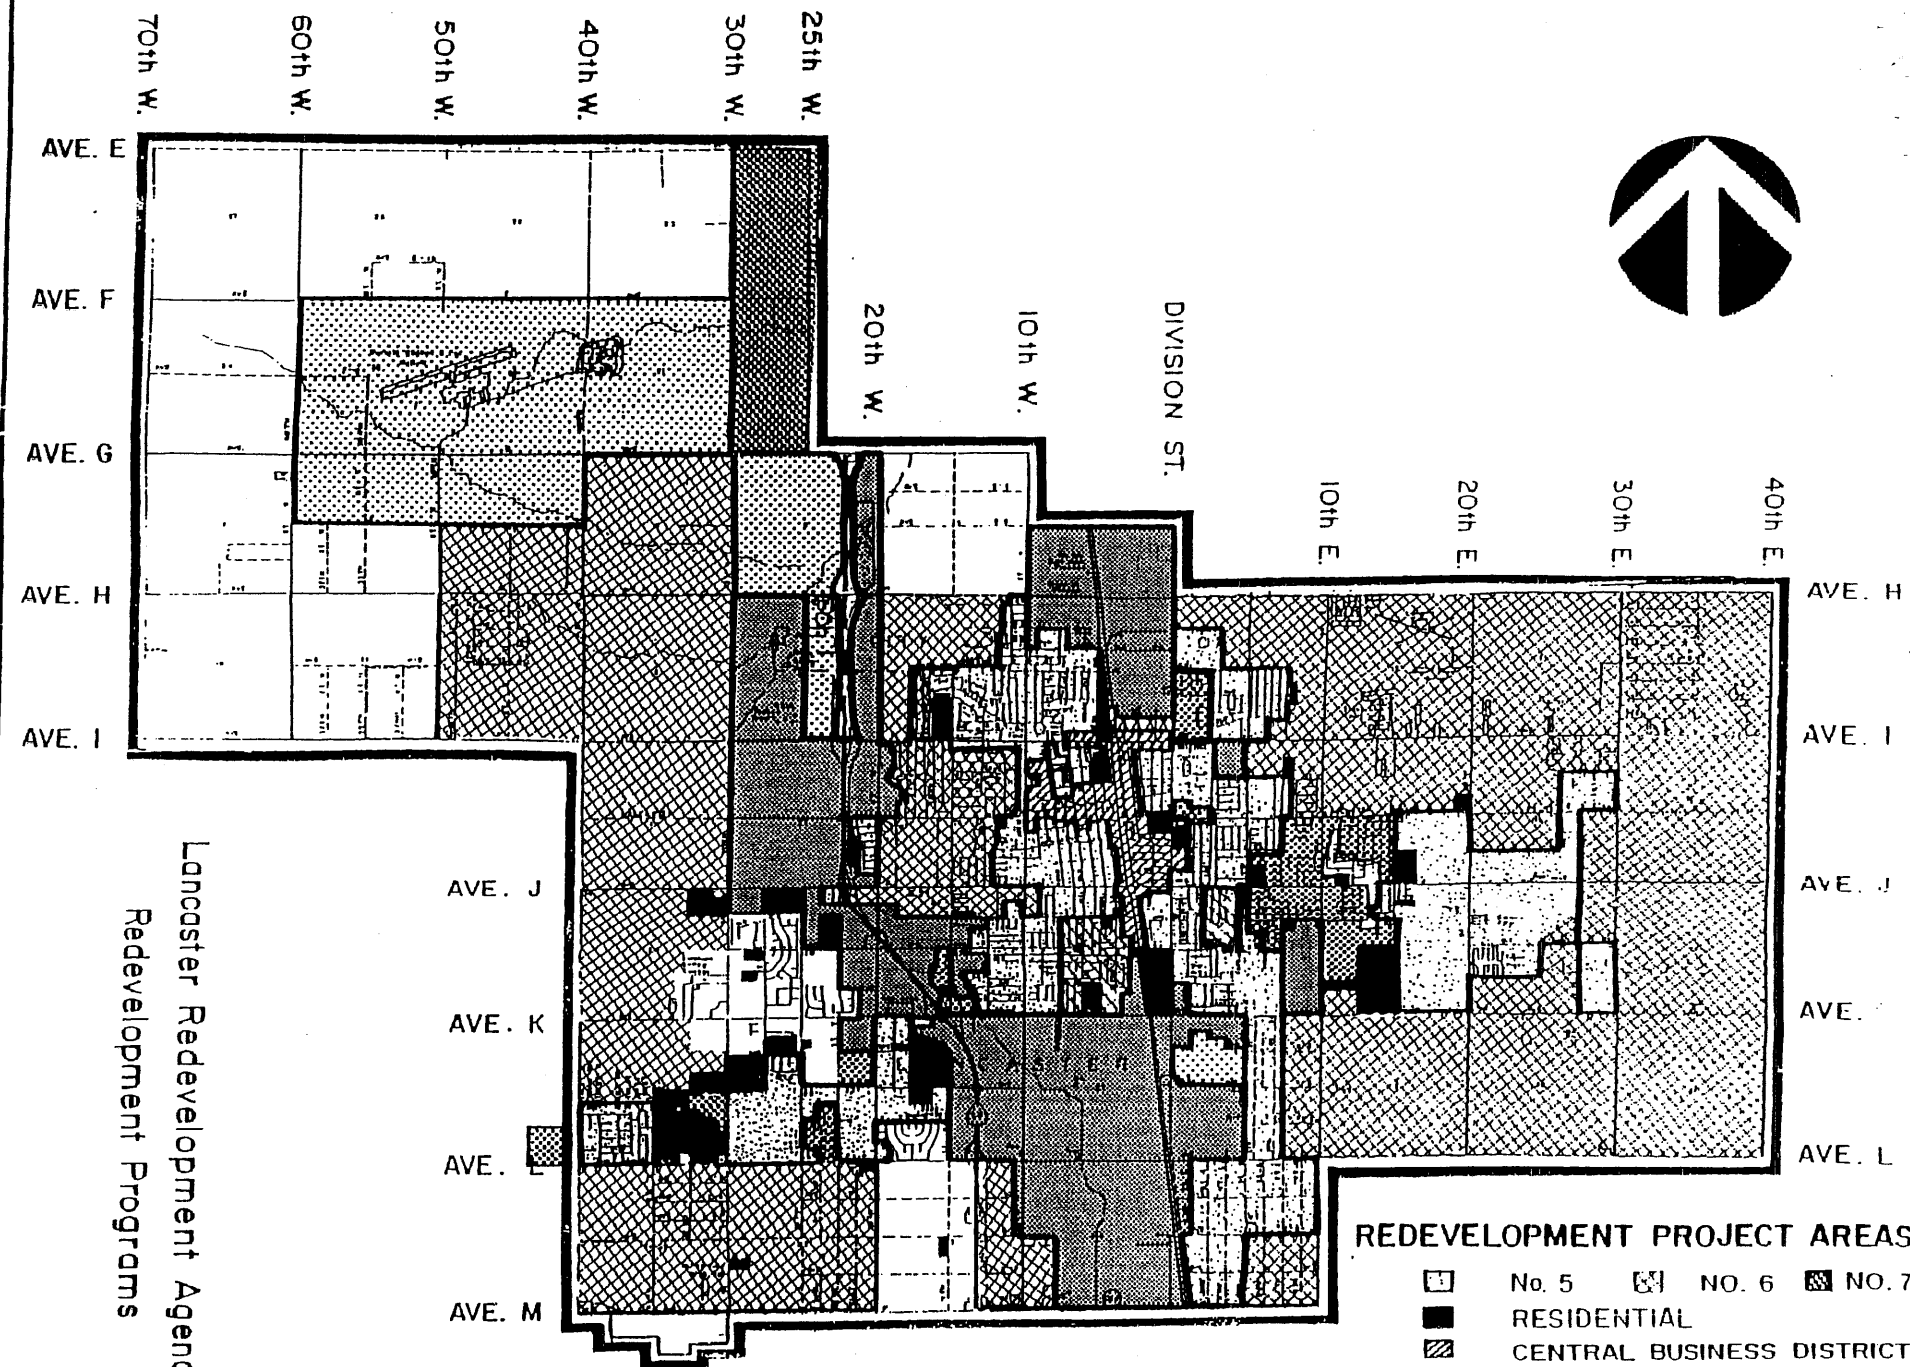 70th W.
60th W.
50th W.
40th W.
30th W.
25th W.
20th W.
10th W.
DIVISION ST.
10th E.
20th E.
30th E.
40th E.
AVE. E
AVE. F
AVE. G
AVE. H
AVE. I
AVE. J
AVE. K
AVE. L
AVE. M
AVE. H
AVE. I
AVE. J
AVE.
AVE. L
Lancaster Redevelopment Agenc
Redevelopment Programs
REDEVELOPMENT PROJECT AREAS
No. 5 NO. 6 NO. 7
RESIDENTIAL
CENTRAL BUSINESS DISTRICT